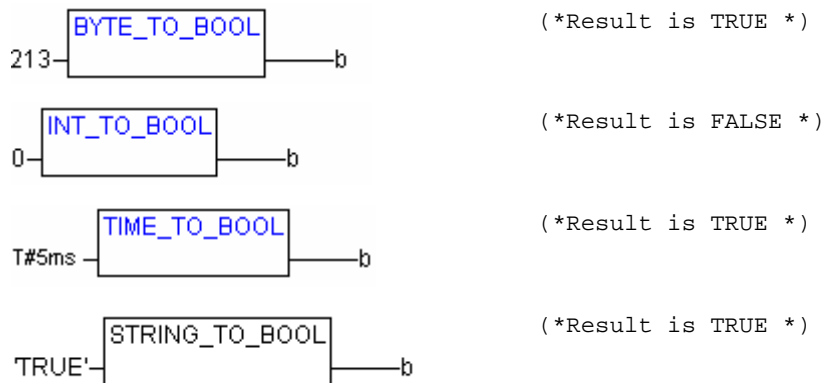 BYTE_TO_BOOL (*Result is TRUE *)
213 b
INT_TO_BOOL (*Result is FALSE *)
0 b
TIME_TO_BOOL (*Result is TRUE *)
T#5ms b
STRING_TO_BOOL (*Result is TRUE *)
'TRUE' b